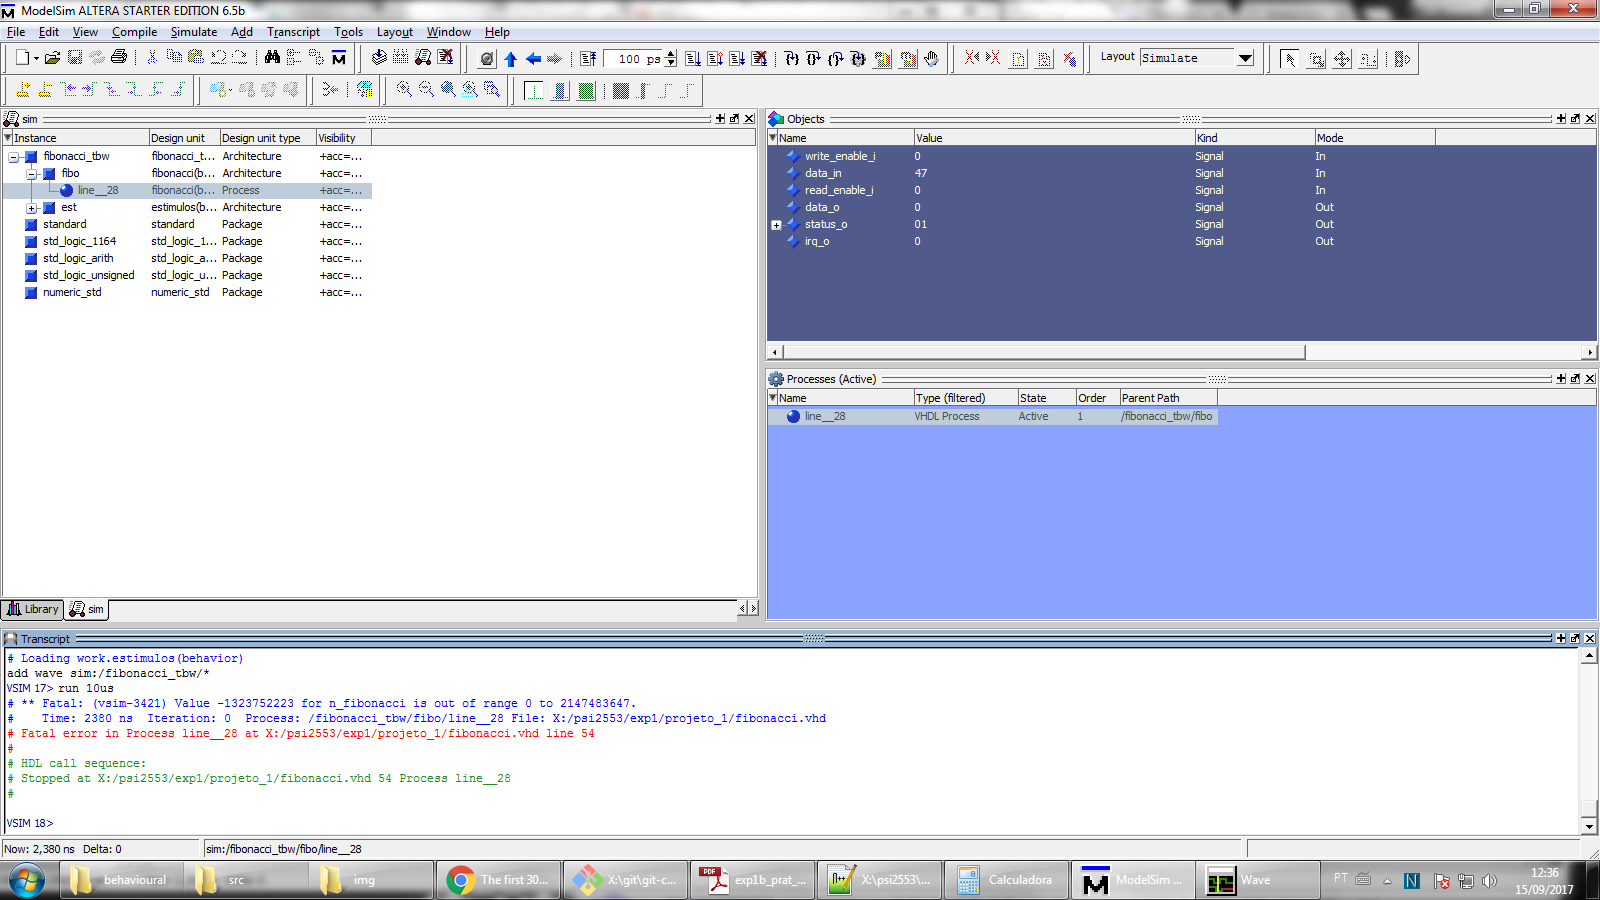 ModelSim ALTERA STARTER EDITION 6.5b
File Edit View Compile Simulate Add Transcript Tools Layout Window Help
100 ps
Layout Simulate
sim
Instance Design unit Design unit type Visibility
fibonacci_tbw fibonacci_t... Architecture +acc=...
fibo fibonacci(b... Architecture +acc=...
line__28 fibonacci(b... Process +acc=...
est estimulos(b... Architecture +acc=...
standard standard Package +acc=...
std_logic_1164 std_logic_1... Package +acc=...
std_logic_arith std_logic_a... Package +acc=...
std_logic_unsigned std_logic_u... Package +acc=...
numeric_std numeric_std Package +acc=...
Library sim
Objects
Name Value Kind Mode
write_enable_i 0 Signal In
data_in 47 Signal In
read_enable_i 0 Signal In
data_o 0 Signal Out
status_o 01 Signal Out
irq_o 0 Signal Out
Processes (Active)
Name Type (filtered) State Order Parent Path
line__28 VHDL Process Active 1 /fibonacci_tbw/fibo
Transcript
# Loading work.estimulos(behavior)
add wave sim:/fibonacci_tbw/*
VSIM 17> run 10us
# ** Fatal: (vsim-3421) Value -1323752223 for n_fibonacci is out of range 0 to 2147483647.
#    Time: 2380 ns  Iteration: 0  Process: /fibonacci_tbw/fibo/line__28 File: X:/psi2553/exp1/projeto_1/fibonacci.vhd
# Fatal error in Process line__28 at X:/psi2553/exp1/projeto_1/fibonacci.vhd line 54
#
# HDL call sequence:
# Stopped at X:/psi2553/exp1/projeto_1/fibonacci.vhd 54 Process line__28
#
VSIM 18>
Now: 2,380 ns Delta: 0 sim:/fibonacci_tbw/fibo/line__28
behavioural src img The first 30... X:\git\git-c... exp1b_prat_... X:\psi2553\... Calculadora ModelSim ... Wave PT 12:36
15/09/2017